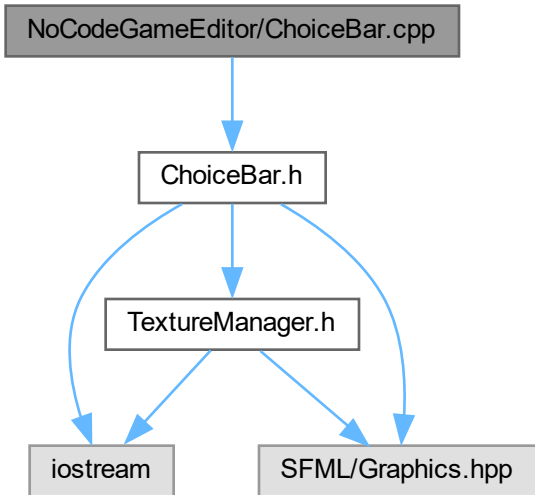 NoCodeGameEditor/ChoiceBar.cpp
ChoiceBar.h
TextureManager.h
iostream
SFML/Graphics.hpp